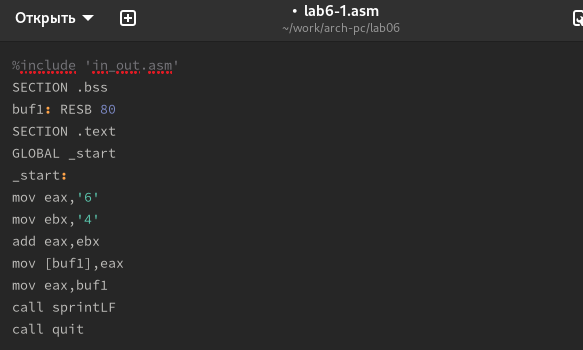 Открыть
• lab6-1.asm
~/work/arch-pc/lab06
%include 'in_out.asm'
SECTION .bss
buf1: RESB 80
SECTION .text
GLOBAL _start
_start:
mov eax,'6'
mov ebx,'4'
add eax,ebx
mov [buf1],eax
mov eax,buf1
call sprintLF
call quit